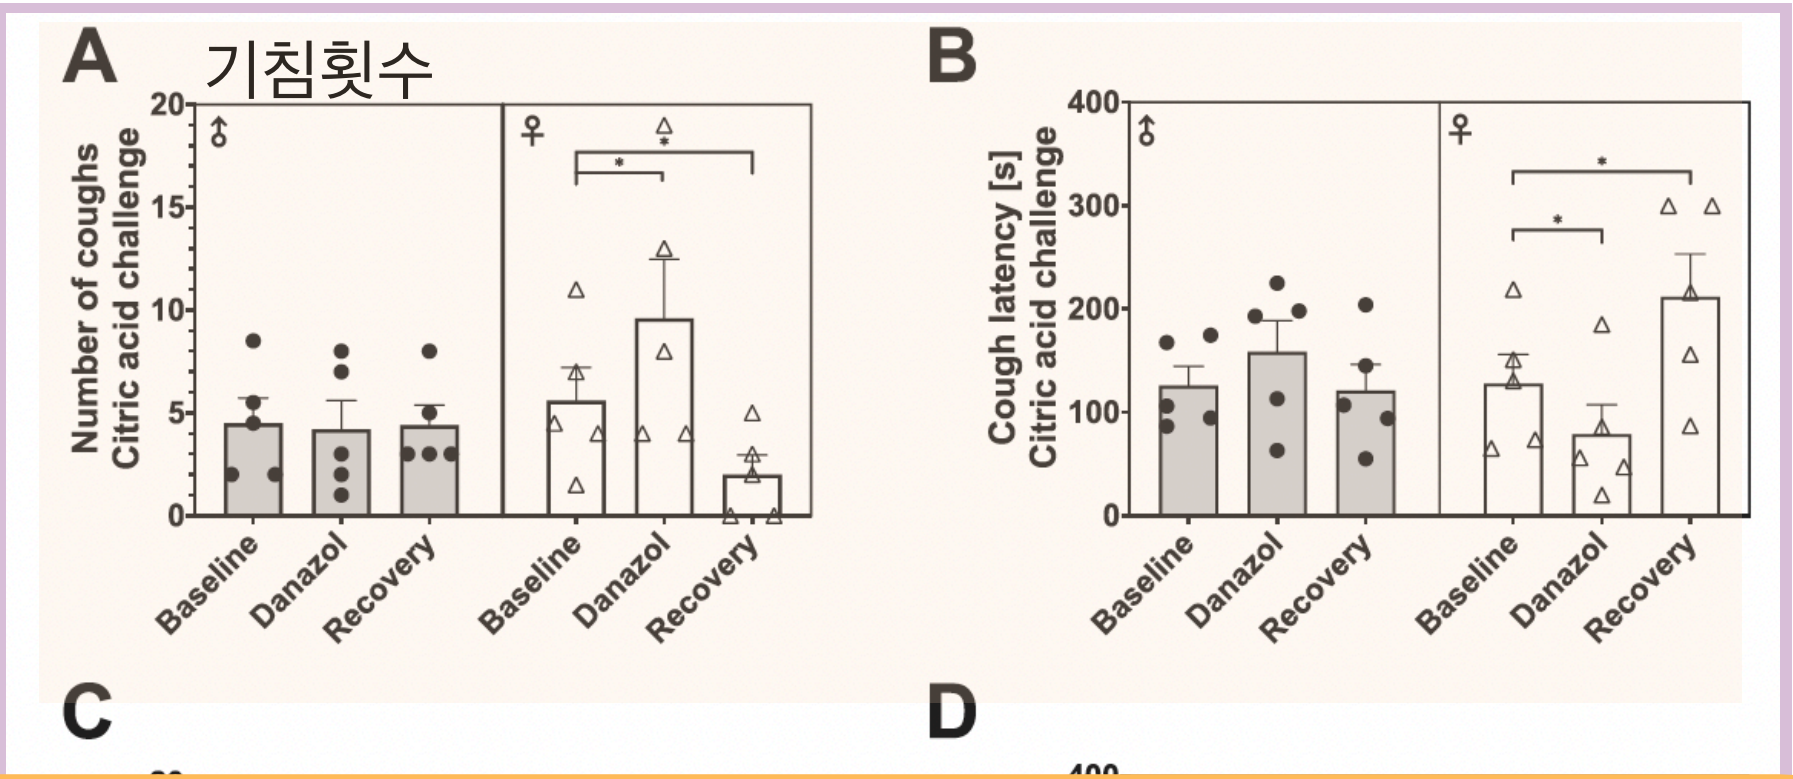 A
기침횟수
Number of coughs
Citric acid challenge
20
15
10
5
0
♂
♀
*
*
Baseline
Danazol
Recovery
Baseline
Danazol
Recovery
B
Cough latency [s]
Citric acid challenge
400
300
200
100
0
♂
♀
*
*
Baseline
Danazol
Recovery
Baseline
Danazol
Recovery
C
D
400